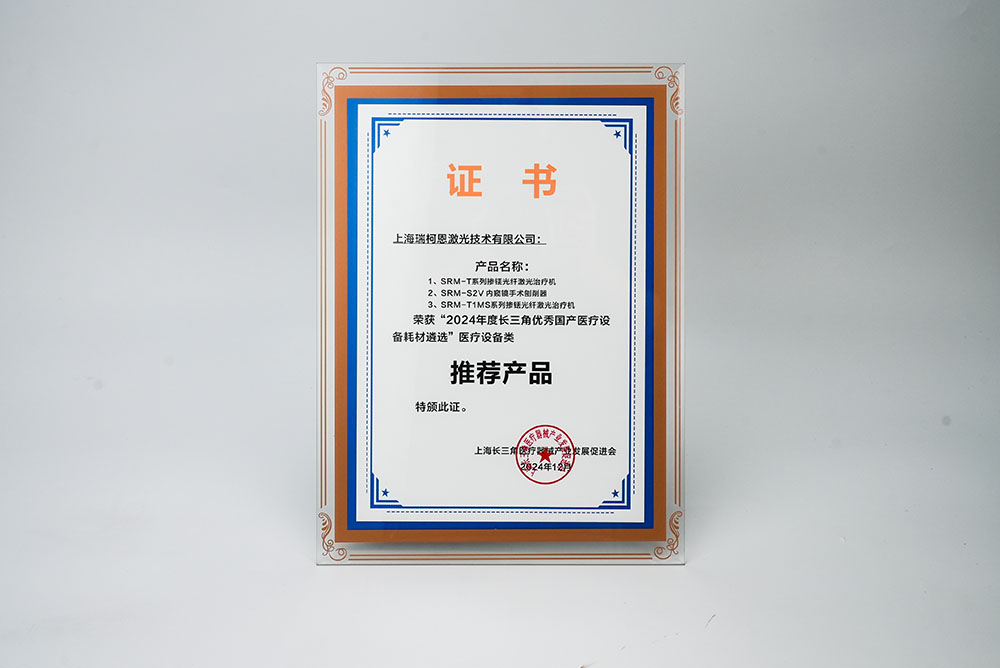 证 书
上海瑞柯恩激光技术有限公司：
产品名称：
1、SRM-T系列掺铥光纤激光治疗机
2、SRM-S2V 内窥镜手术刨削器
3、SRM-T1MS系列掺铥光纤激光治疗机
荣获“2024年度长三角优秀国产医疗设
备耗材遴选”医疗设备类
推荐产品
特颁此证。
上海长三角医疗器械产业发展促进会
2024年12月